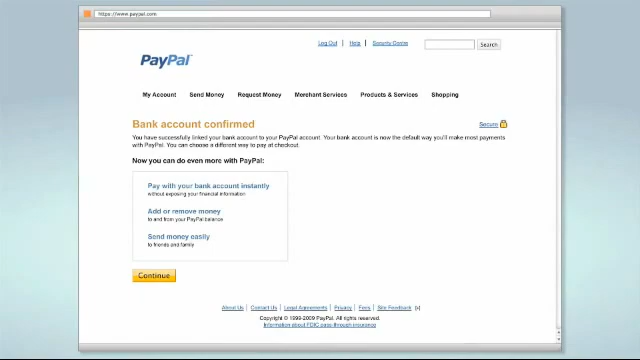 https://www.paypal.com
Log Out | Help | Security Centre
Search
PayPal
My Account Send Money Request Money Merchant Services Products & Services Shopping
Bank account confirmed
Secure
You have successfully linked your bank account to your PayPal account. Your bank account is now the default way you'll make most payments
with PayPal. You can choose a different way to pay at checkout.
Now you can do even more with PayPal:
Pay with your bank account instantly
without exposing your financial information
Add or remove money
to and from your PayPal balance
Send money easily
to friends and family
Continue
About Us | Contact Us | Legal Agreements | Privacy | Fees | Site Feedback [+]
Copyright © 1999-2009 PayPal. All rights reserved.
Information about FDIC pass-through insurance